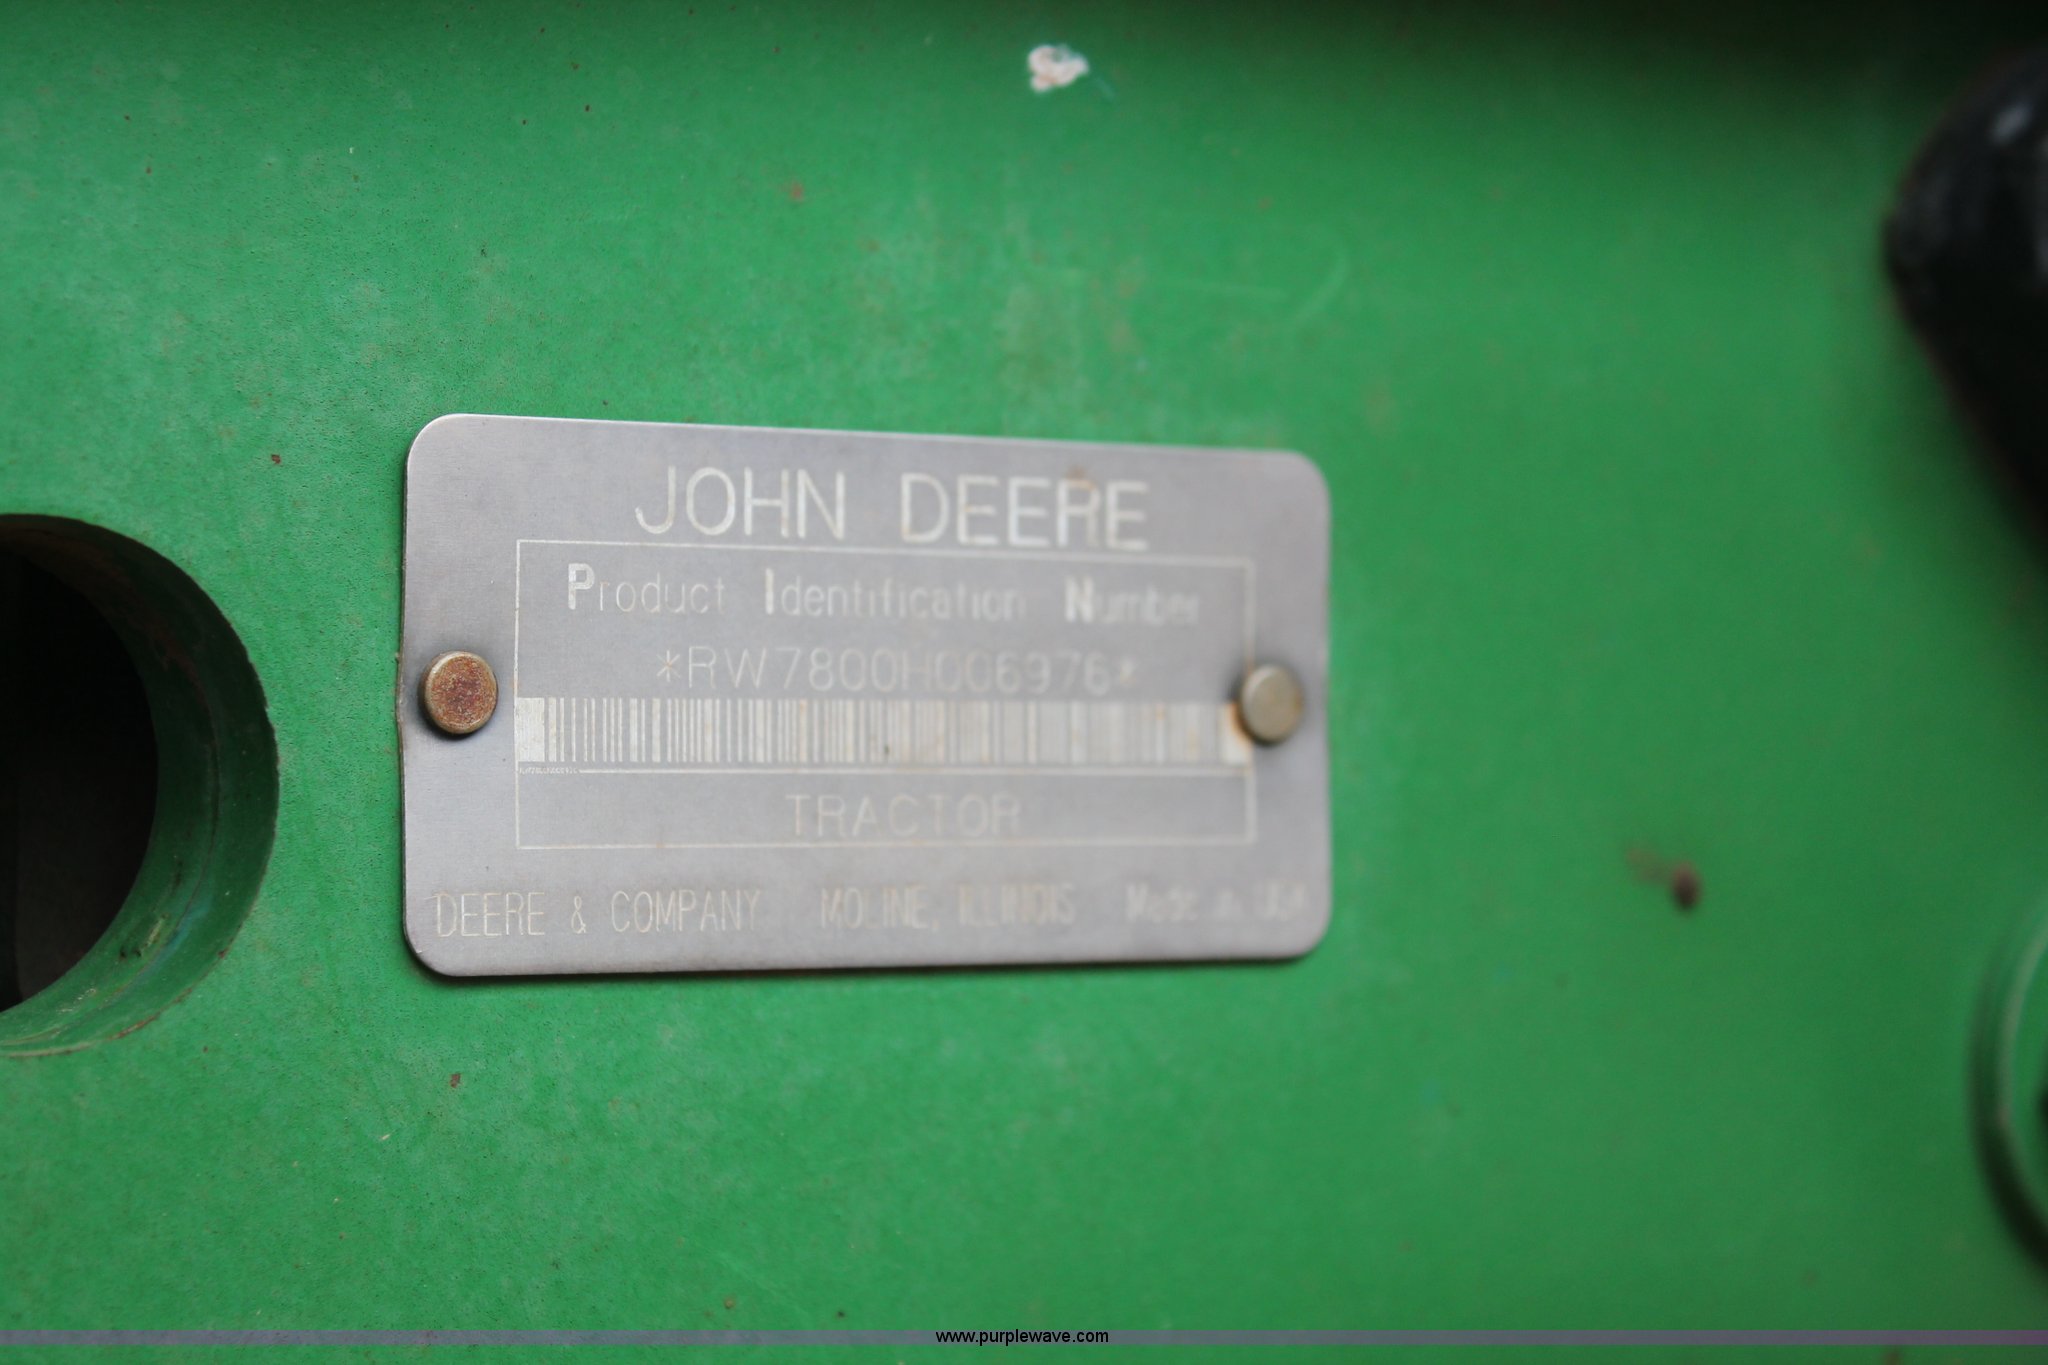 JOHN DEERE
Product Identification Number
*RW7800H006976*
TRACTOR
DEERE & COMPANY MOLINE, ILLINOIS Made in USA
www.purplewave.com